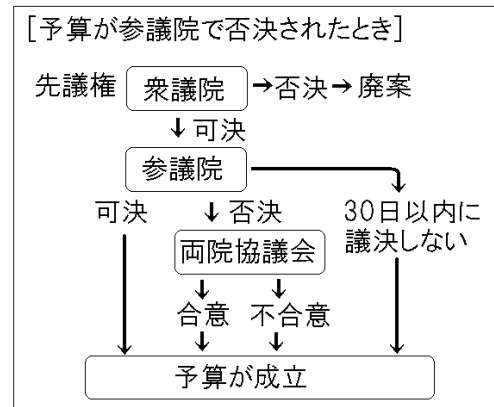 [予算が参議院で否決されたとき]
先議権 衆議院 →否決→ 廃案
↓可決
参議院
可決 ↓否決 30日以内に
議決しない
両院協議会
↓ ↓
合意 不合意
↓ ↓
予算が成立